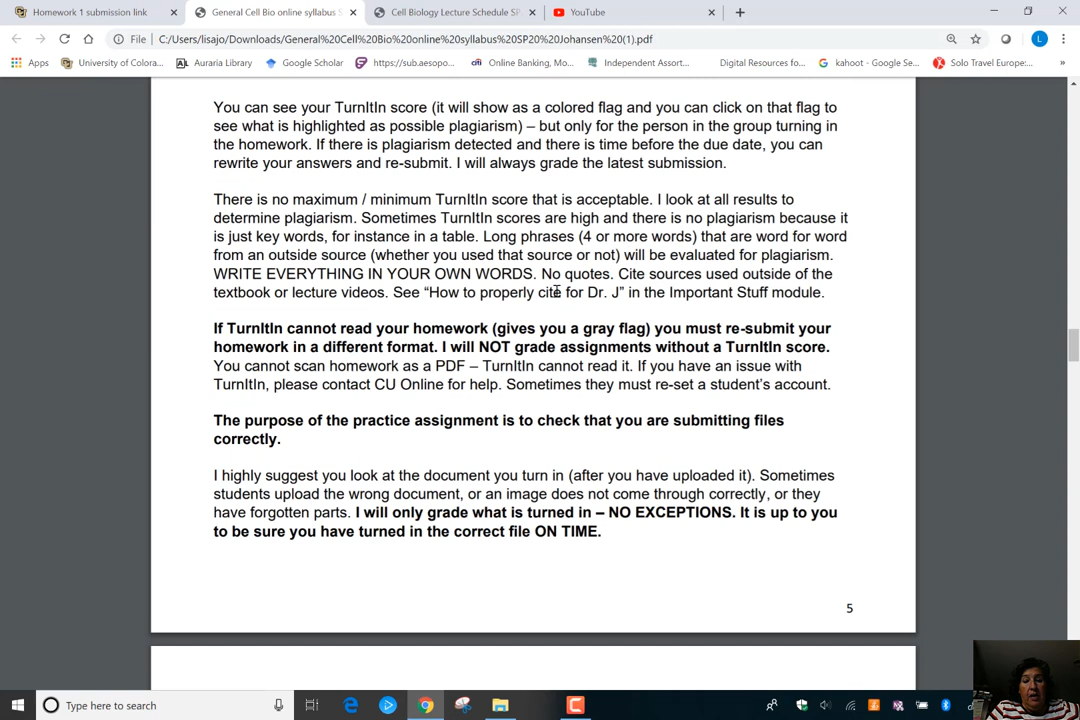 Homework 1 submission link
General Cell Bio online syllabus S
Cell Biology Lecture Schedule SP
YouTube
File
C:/Users/lisajo/Downloads/General%20Cell%20Bio%20online%20syllabus%20SP20%20Johansen%20(1).pdf
L
Apps
University of Colora...
Auraria Library
Google Scholar
https://sub.aesopo...
Online Banking, Mo...
Independent Assort...
Digital Resources fo...
kahoot - Google Se...
Solo Travel Europe:...
»
You can see your TurnItIn score (it will show as a colored flag and you can click on that flag to
see what is highlighted as possible plagiarism) – but only for the person in the group turning in
the homework. If there is plagiarism detected and there is time before the due date, you can
rewrite your answers and re-submit. I will always grade the latest submission.
There is no maximum / minimum TurnItIn score that is acceptable. I look at all results to
determine plagiarism. Sometimes TurnItIn scores are high and there is no plagiarism because it
is just key words, for instance in a table. Long phrases (4 or more words) that are word for word
from an outside source (whether you used that source or not) will be evaluated for plagiarism.
WRITE EVERYTHING IN YOUR OWN WORDS. No quotes. Cite sources used outside of the
textbook or lecture videos. See “How to properly cite for Dr. J” in the Important Stuff module.
If TurnItIn cannot read your homework (gives you a gray flag) you must re-submit your
homework in a different format. I will NOT grade assignments without a TurnItIn score.
You cannot scan homework as a PDF – TurnItIn cannot read it. If you have an issue with
TurnItIn, please contact CU Online for help. Sometimes they must re-set a student’s account.
The purpose of the practice assignment is to check that you are submitting files
correctly.
I highly suggest you look at the document you turn in (after you have uploaded it). Sometimes
students upload the wrong document, or an image does not come through correctly, or they
have forgotten parts. I will only grade what is turned in – NO EXCEPTIONS. It is up to you
to be sure you have turned in the correct file ON TIME.
5
Type here to search